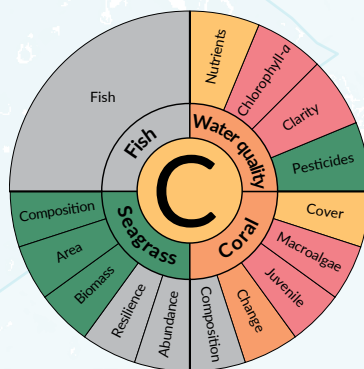 Fish
Nutrients
Chlorophyll-a
Clarity
Pesticides
Cover
Macroalgae
Juvenile
Change
Composition
Abundance
Resilience
Biomass
Area
Composition
Fish
Water quality
Coral
Seagrass
C